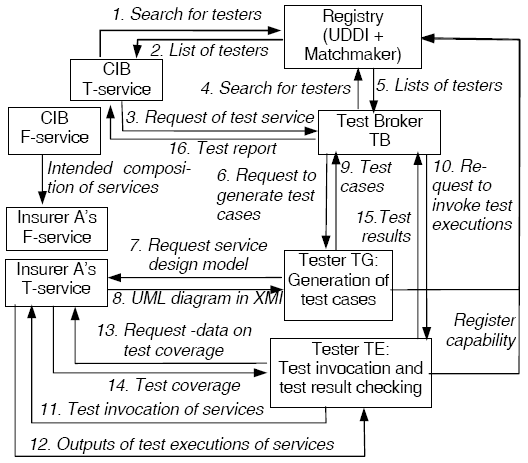 1. Search for testers
Registry
(UDDI +
Matchmaker)
2. List of testers
CIB
T-service
4. Search for
testers
5. Lists of testers
3. Request of test service
CIB
F-service
Test Broker
TB
16. Test report
Intended composi-
tion of services
6. Request to
generate test
cases
9. Test
cases
10. Re-
quest to
invoke test
executions
15.Test
results
Insurer A's
F-service
7. Request service
design model
Insurer A's
T-service
Tester TG:
Generation of
test cases
8. UML diagram in XMI
Register
capability
13. Request -data on
test coverage
Tester TE:
Test invocation and
test result checking
14. Test coverage
11. Test invocation of services
12. Outputs of test executions of services